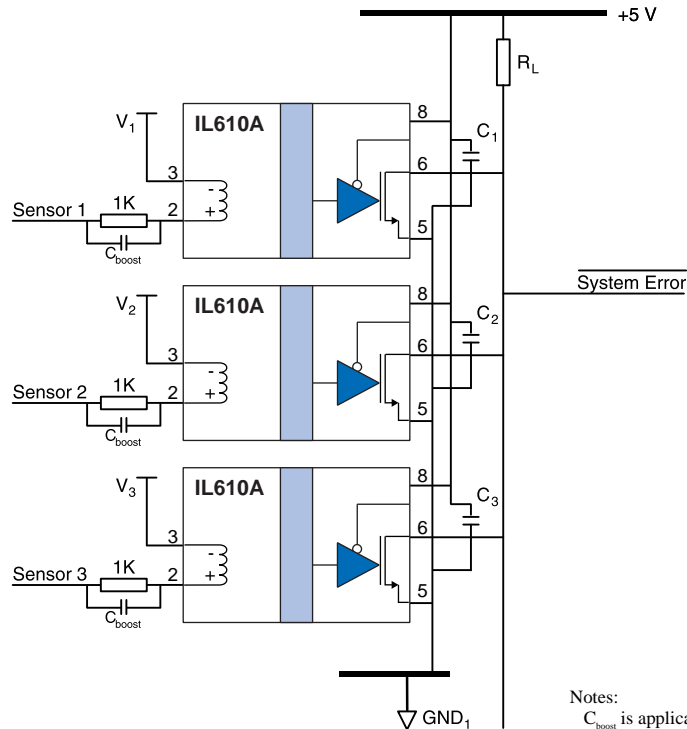 +5 V
R_L
IL610A
V_1
8
C_1
3
6
-
Sensor 1
1K
2
+
5
C_boost
System Error
IL610A
V_2
8
C_2
3
6
-
Sensor 2
1K
2
+
5
C_boost
IL610A
V_3
8
C_3
3
6
-
Sensor 3
1K
2
+
5
C_boost
GND_1
Notes:
C_boost is